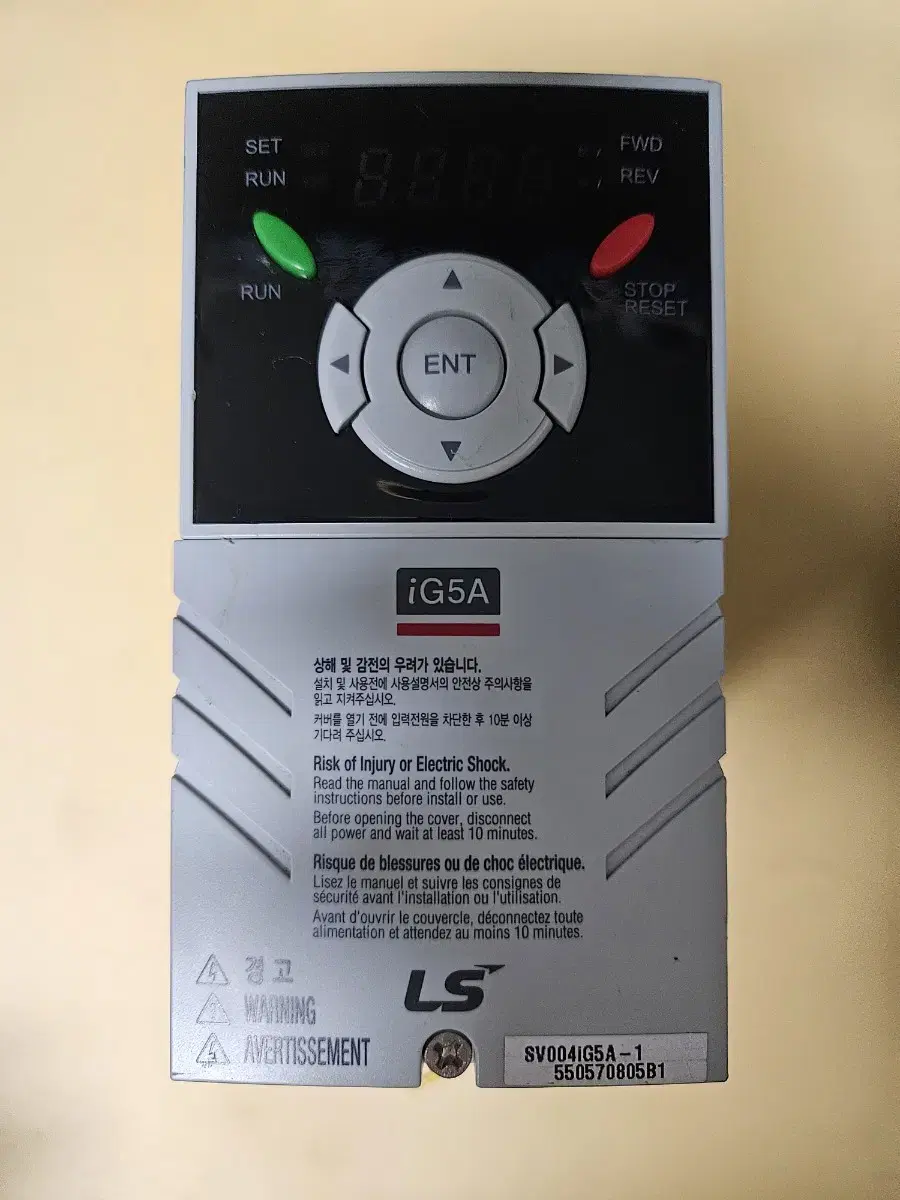 SET
FWD
RUN
REV
RUN
STOP
RESET
ENT
iG5A
상해 및 감전의 우려가 있습니다.
설치 및 사용전에 사용설명서의 안전상 주의사항을
읽고 지켜주십시오.
커버를 열기 전에 입력전원을 차단한 후 10분 이상
기다려 주십시오.
Risk of Injury or Electric Shock.
Read the manual and follow the safety
instructions before install or use.
Before opening the cover, disconnect
all power and wait at least 10 minutes.
Risque de blessures ou de choc électrique.
Lisez le manuel et suivre les consignes de
sécurité avant l'installation ou l'utilisation.
Avant d'ouvrir le couvercle, déconnectez toute
alimentation et attendez au moins 10 minutes.
경고
WARNING
AVERTISSEMENT
LS
SV004iG5A-1
550570805B1